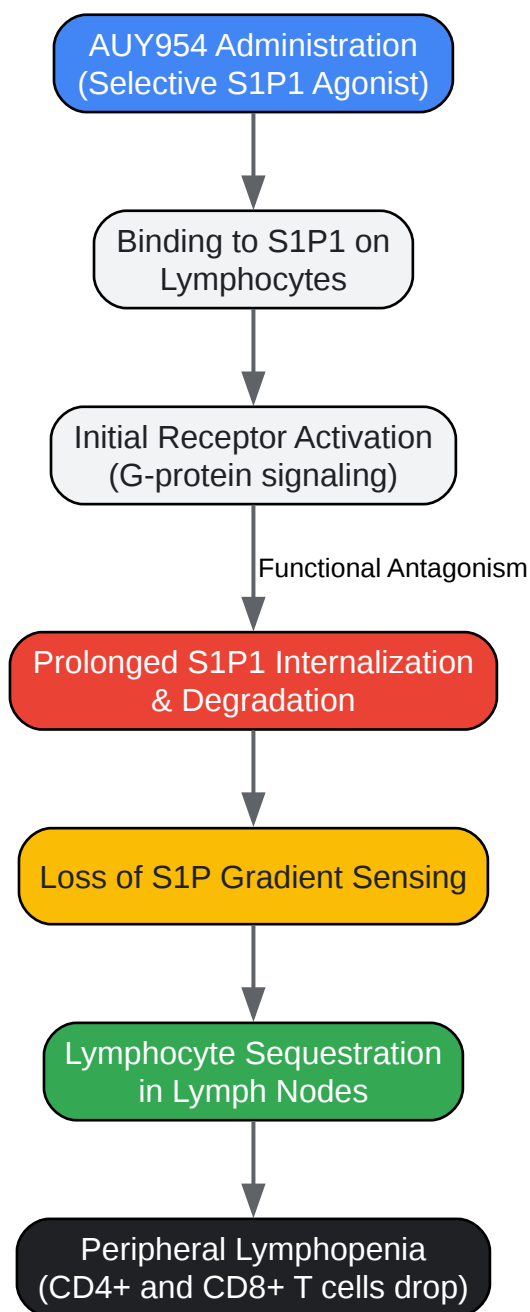 AUY954 Administration
(Selective S1P1 Agonist)
Binding to S1P1 on
Lymphocytes
Initial Receptor Activation
(G-protein signaling)
Functional Antagonism
Prolonged S1P1 Internalization
& Degradation
Loss of S1P Gradient Sensing
Lymphocyte Sequestration
in Lymph Nodes
Peripheral Lymphopenia
(CD4+ and CD8+ T cells drop)